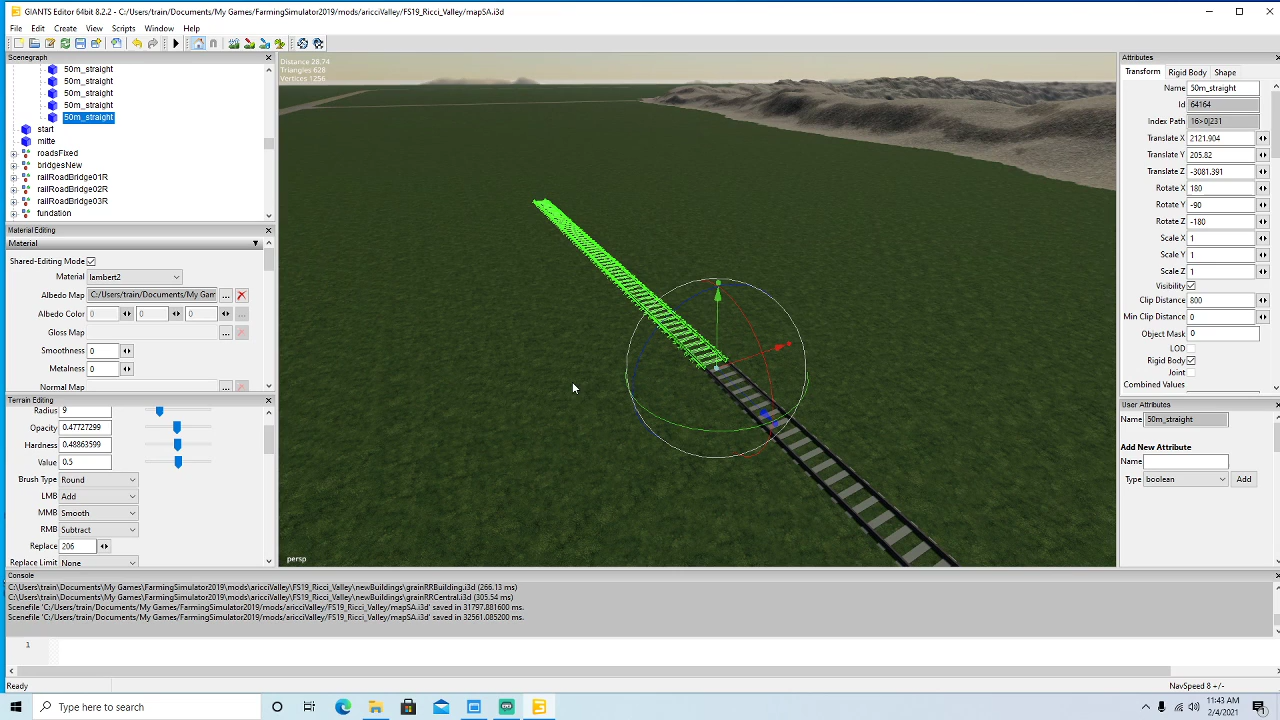 GIANTS Editor 64bit 8.2.2 - C:/Users/train/Documents/My Games/FarmingSimulator2019/mods/aricciValley/FS19_Ricci_Valley/mapSA.i3d
File Edit Create View Scripts Window Help
Scenegraph
50m_straight
50m_straight
50m_straight
50m_straight
50m_straight
start
mitte
roadsFixed
bridgesNew
railRoadBridge01R
railRoadBridge02R
railRoadBridge03R
fundation
Material Editing
Material
Shared-Editing Mode
Material lambert2
Albedo Map C:/Users/train/Documents/My Gam ...
Albedo Color 0 0 0 ...
Gloss Map ...
Smoothness 0
Metalness 0
Normal Map
Terrain Editing
Radius 9
Opacity 0.47727299
Hardness 0.48863599
Value 0.5
Brush Type Round
LMB Add
MMB Smooth
RMB Subtract
Replace 206
Replace Limit None
Distance 28.74
Triangles 628
Vertices 1256
persp
Attributes
Transform Rigid Body Shape
Name 50m_straight
Id 64164
Index Path 16>0|231
Translate X 2121.904
Translate Y 205.82
Translate Z -3081.391
Rotate X 180
Rotate Y -90
Rotate Z -180
Scale X 1
Scale Y 1
Scale Z 1
Visibility
Clip Distance 800
Min Clip Distance 0
Object Mask 0
LOD
Rigid Body
Joint
Combined Values
User Attributes
Name 50m_straight
Add New Attribute
Name
Type boolean Add
Console
C:\Users\train\Documents\My Games\FarmingSimulator2019\mods\aricciValley\FS19_Ricci_Valley\newBuildings\grainRRBuilding.i3d (266.13 ms)
C:\Users\train\Documents\My Games\FarmingSimulator2019\mods\aricciValley\FS19_Ricci_Valley\newBuildings\grainRRCentral.i3d (305.54 ms)
Scenefile 'C:/Users/train/Documents/My Games/FarmingSimulator2019/mods/aricciValley/FS19_Ricci_Valley/mapSA.i3d' saved in 31797.881600 ms.
Scenefile 'C:/Users/train/Documents/My Games/FarmingSimulator2019/mods/aricciValley/FS19_Ricci_Valley/mapSA.i3d' saved in 32561.085200 ms.
1
Ready
NavSpeed 8 +/-
Type here to search
11:43 AM
2/4/2021